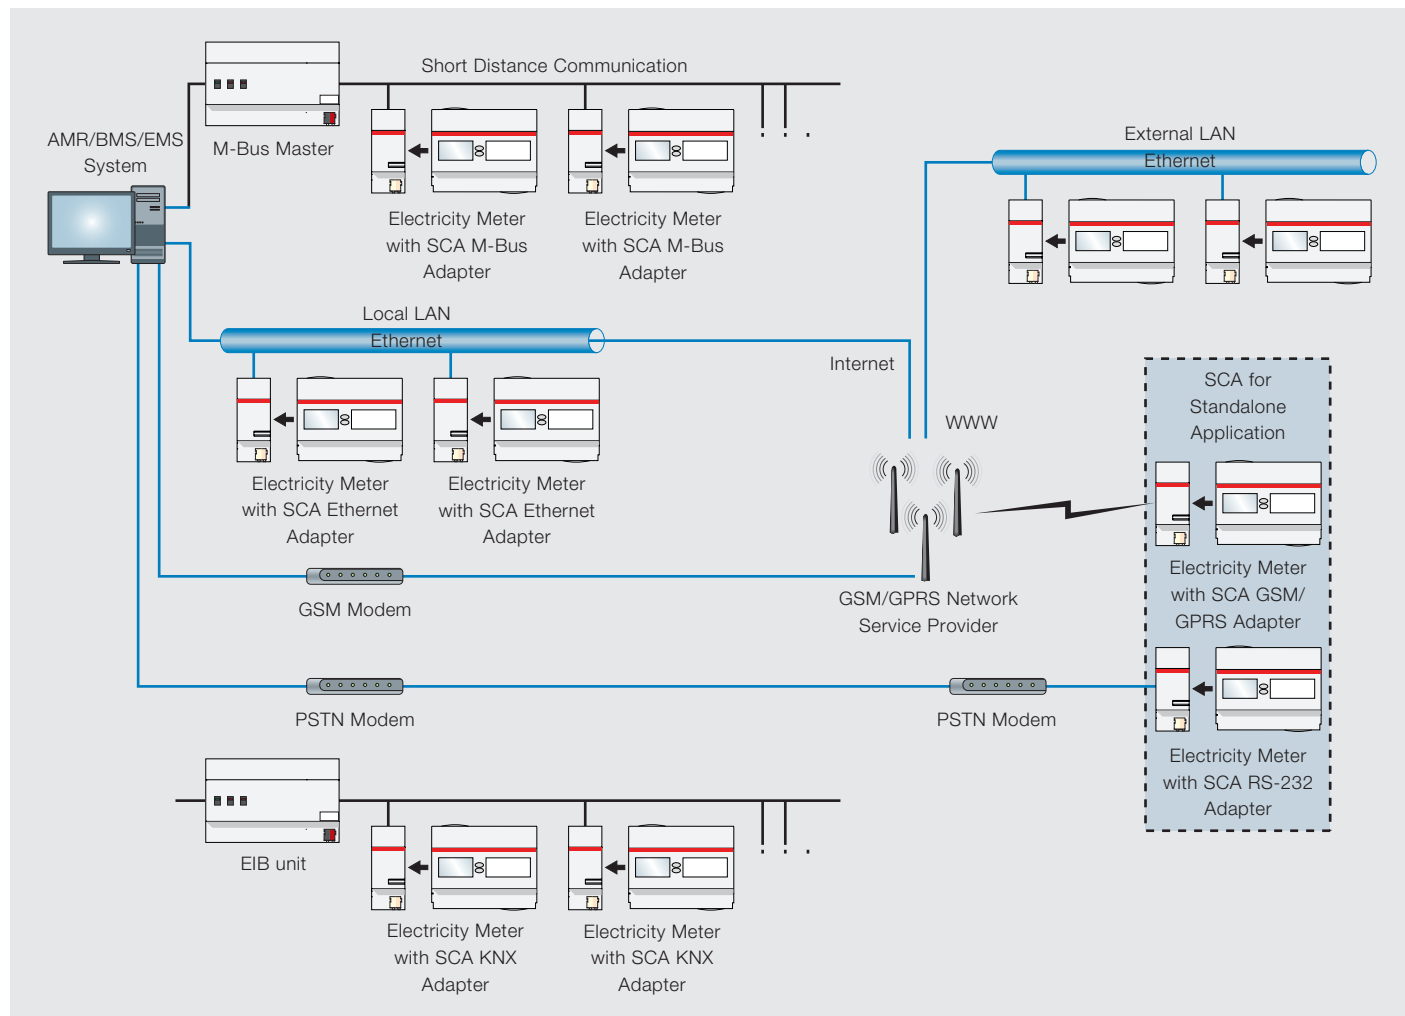 Short Distance Communication
AMR/BMS/EMS
System
M-Bus Master
Electricity Meter
with SCA M-Bus
Adapter
Electricity Meter
with SCA M-Bus
Adapter
External LAN
Ethernet
Local LAN
Ethernet
Internet
WWW
Electricity Meter
with SCA Ethernet
Adapter
Electricity Meter
with SCA Ethernet
Adapter
SCA for
Standalone
Application
Electricity Meter
with SCA GSM/
GPRS Adapter
GSM Modem
GSM/GPRS Network
Service Provider
PSTN Modem
PSTN Modem
Electricity Meter
with SCA RS-232
Adapter
EIB unit
Electricity Meter
with SCA KNX
Adapter
Electricity Meter
with SCA KNX
Adapter